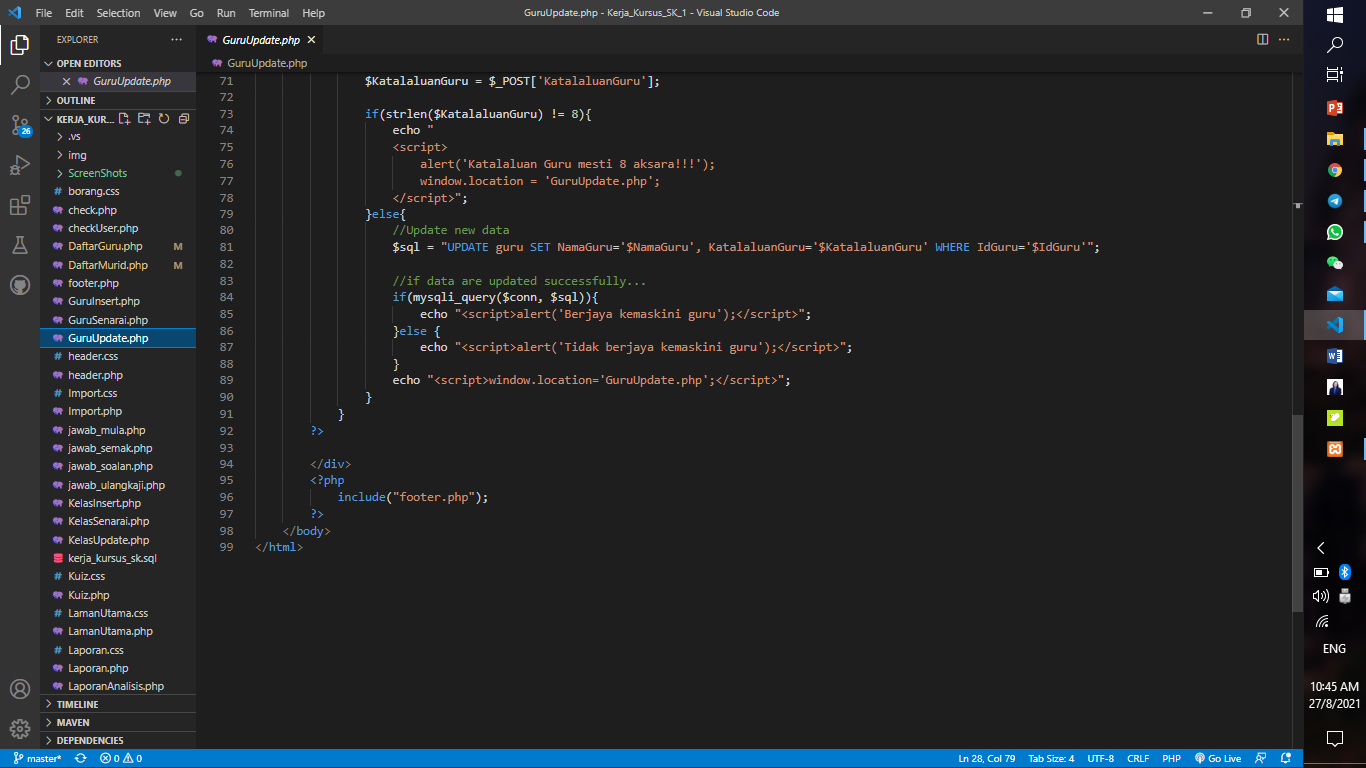 File Edit Selection View Go Run Terminal Help
GuruUpdate.php - Kerja_Kursus_SK_1 - Visual Studio Code
EXPLORER
OPEN EDITORS
GuruUpdate.php
OUTLINE
KERJA_KUR...
.vs
img
ScreenShots
borang.css
check.php
checkUser.php
DaftarGuru.php M
DaftarMurid.php M
footer.php
GuruInsert.php
GuruSenarai.php
GuruUpdate.php
header.css
header.php
Import.css
Import.php
jawab_mula.php
jawab_semak.php
jawab_soalan.php
jawab_ulangkaji.php
KelasInsert.php
KelasSenarai.php
KelasUpdate.php
kerja_kursus_sk.sql
Kuiz.css
Kuiz.php
LamanUtama.css
LamanUtama.php
Laporan.css
Laporan.php
LaporanAnalisis.php
TIMELINE
MAVEN
DEPENDENCIES
26
GuruUpdate.php
GuruUpdate.php
71 $KatalaluanGuru = $_POST['KatalaluanGuru'];
72
73 if(strlen($KatalaluanGuru) != 8){
74 echo "
75 <script>
76 alert('Katalaluan Guru mesti 8 aksara!!!');
77 window.location = 'GuruUpdate.php';
78 </script>";
79 }else{
80 //Update new data
81 $sql = "UPDATE guru SET NamaGuru='$NamaGuru', KatalaluanGuru='$KatalaluanGuru' WHERE IdGuru='$IdGuru'";
82
83 //if data are updated successfully...
84 if(mysqli_query($conn, $sql)){
85 echo "<script>alert('Berjaya kemaskini guru');</script>";
86 }else {
87 echo "<script>alert('Tidak berjaya kemaskini guru');</script>";
88 }
89 echo "<script>window.location='GuruUpdate.php';</script>";
90 }
91 }
92 ?>
93
94 </div>
95 <?php
96 include("footer.php");
97 ?>
98 </body>
99 </html>
master* 0 0
Ln 28, Col 79 Tab Size: 4 UTF-8 CRLF PHP Go Live
ENG
10:45 AM
27/8/2021